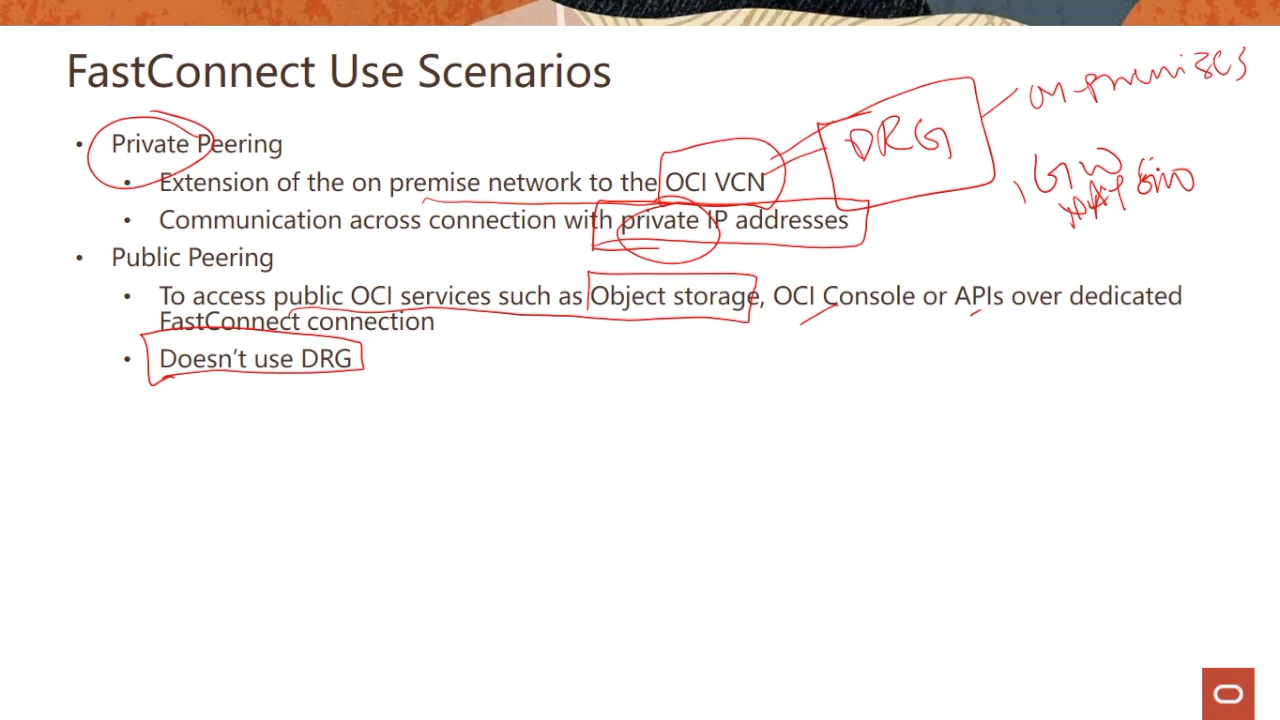 FastConnect Use Scenarios
on-premises
DRG
• Private Peering
GW
• Extension of the on premise network to the OCI VCN
• Communication across connection with private IP addresses
• Public Peering
• To access public OCI services such as Object storage, OCI Console or APIs over dedicated
FastConnect connection
• Doesn't use DRG